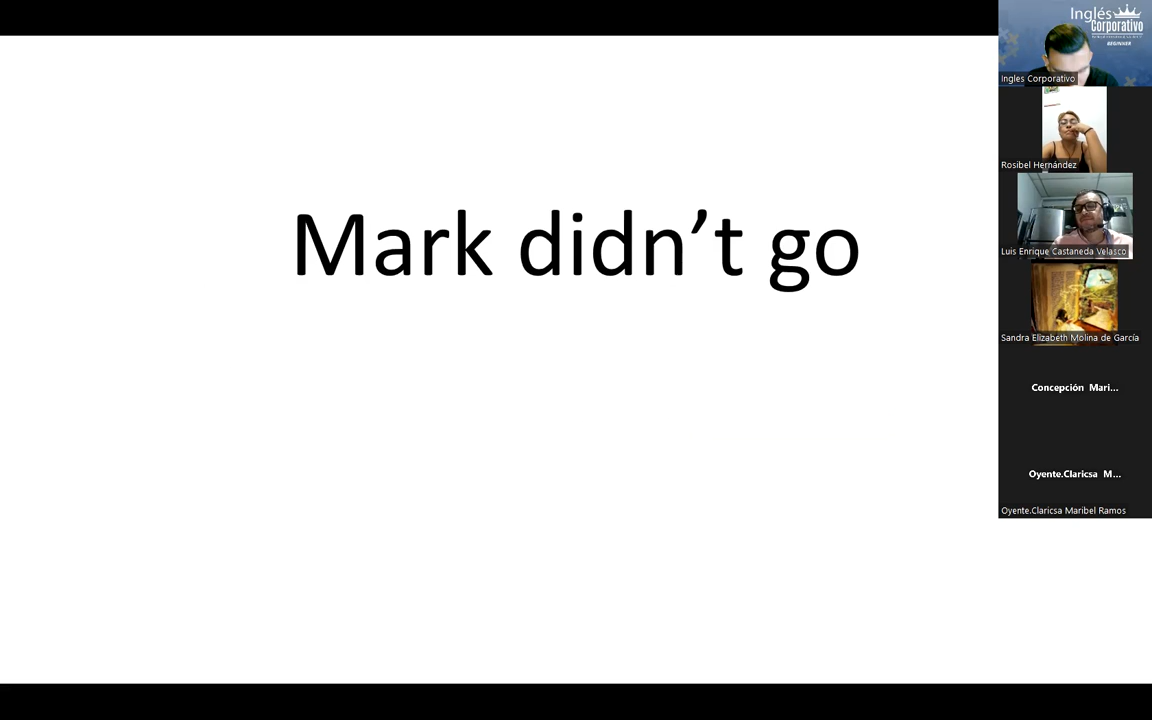 Mark didn’t go
Inglés
Corporativo
BEGINNER
Ingles Corporativo
Rosibel Hernández
Luis Enrique Castaneda Velasco
Sandra Elizabeth Molina de García
Concepción Mari...
Oyente.Claricsa M...
Oyente.Claricsa Maribel Ramos